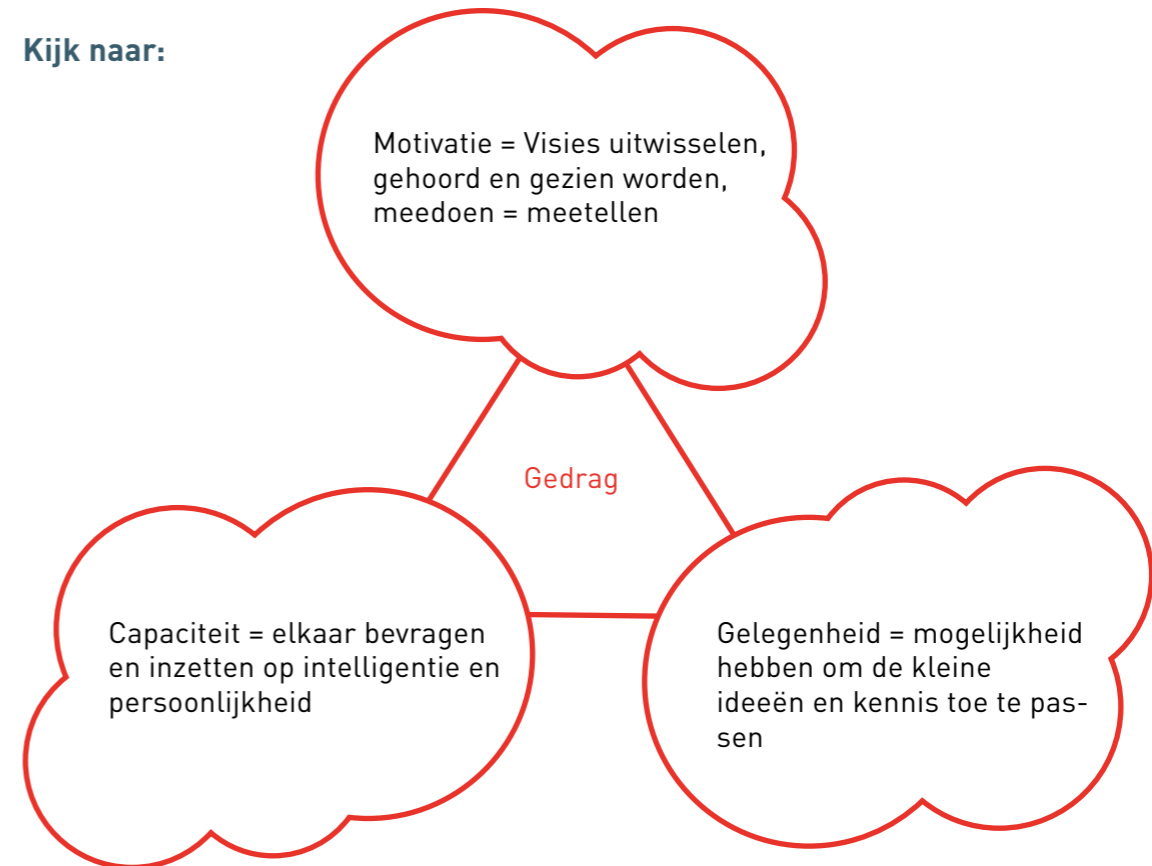 Kijk naar:
Motivatie = Visies uitwisselen,
gehoord en gezien worden,
meedoen = meetellen
Gedrag
Capaciteit = elkaar bevragen
en inzetten op intelligentie en
persoonlijkheid
Gelegenheid = mogelijkheid
hebben om de kleine
ideeën en kennis toe te pas-
sen